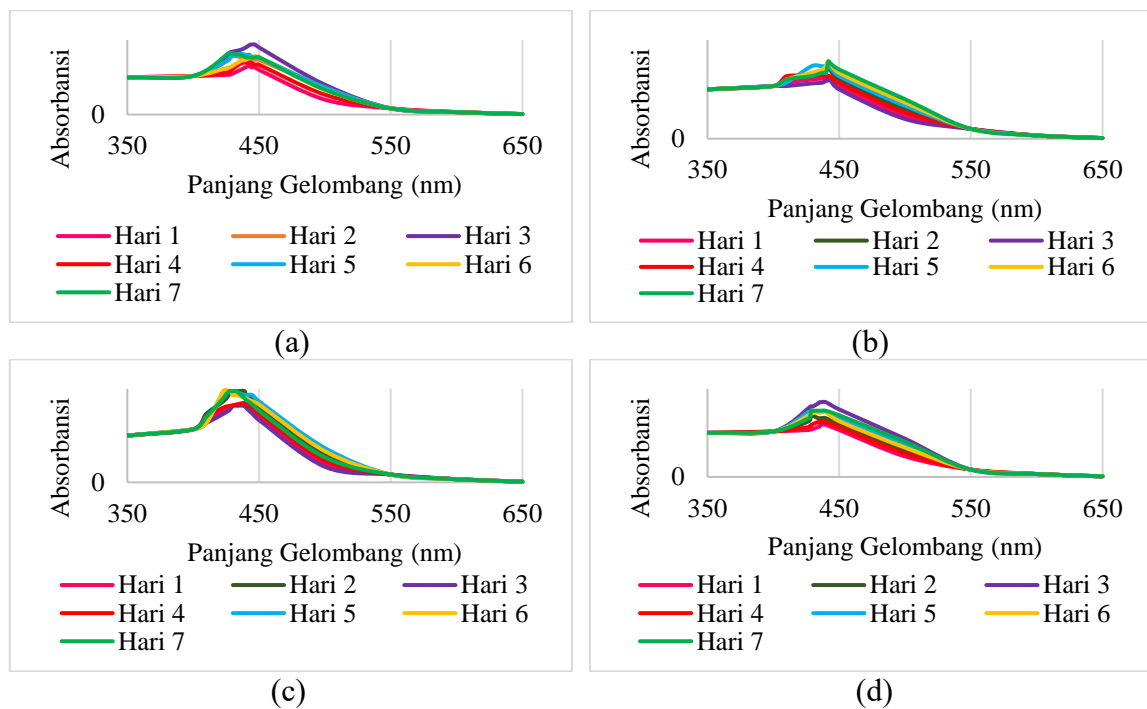 Absorbansi
0
350 450 550 650
Panjang Gelombang (nm)
Hari 1 Hari 2 Hari 3
Hari 4 Hari 5 Hari 6
Hari 7
(a)
Absorbansi
0
350 450 550 650
Panjang Gelombang (nm)
Hari 1 Hari 2 Hari 3
Hari 4 Hari 5 Hari 6
Hari 7
(b)
Absorbansi
0
350 450 550 650
Panjang Gelombang (nm)
Hari 1 Hari 2 Hari 3
Hari 4 Hari 5 Hari 6
Hari 7
(c)
Absorbansi
0
350 450 550 650
Panjang Gelombang (nm)
Hari 1 Hari 2 Hari 3
Hari 4 Hari 5 Hari 6
Hari 7
(d)